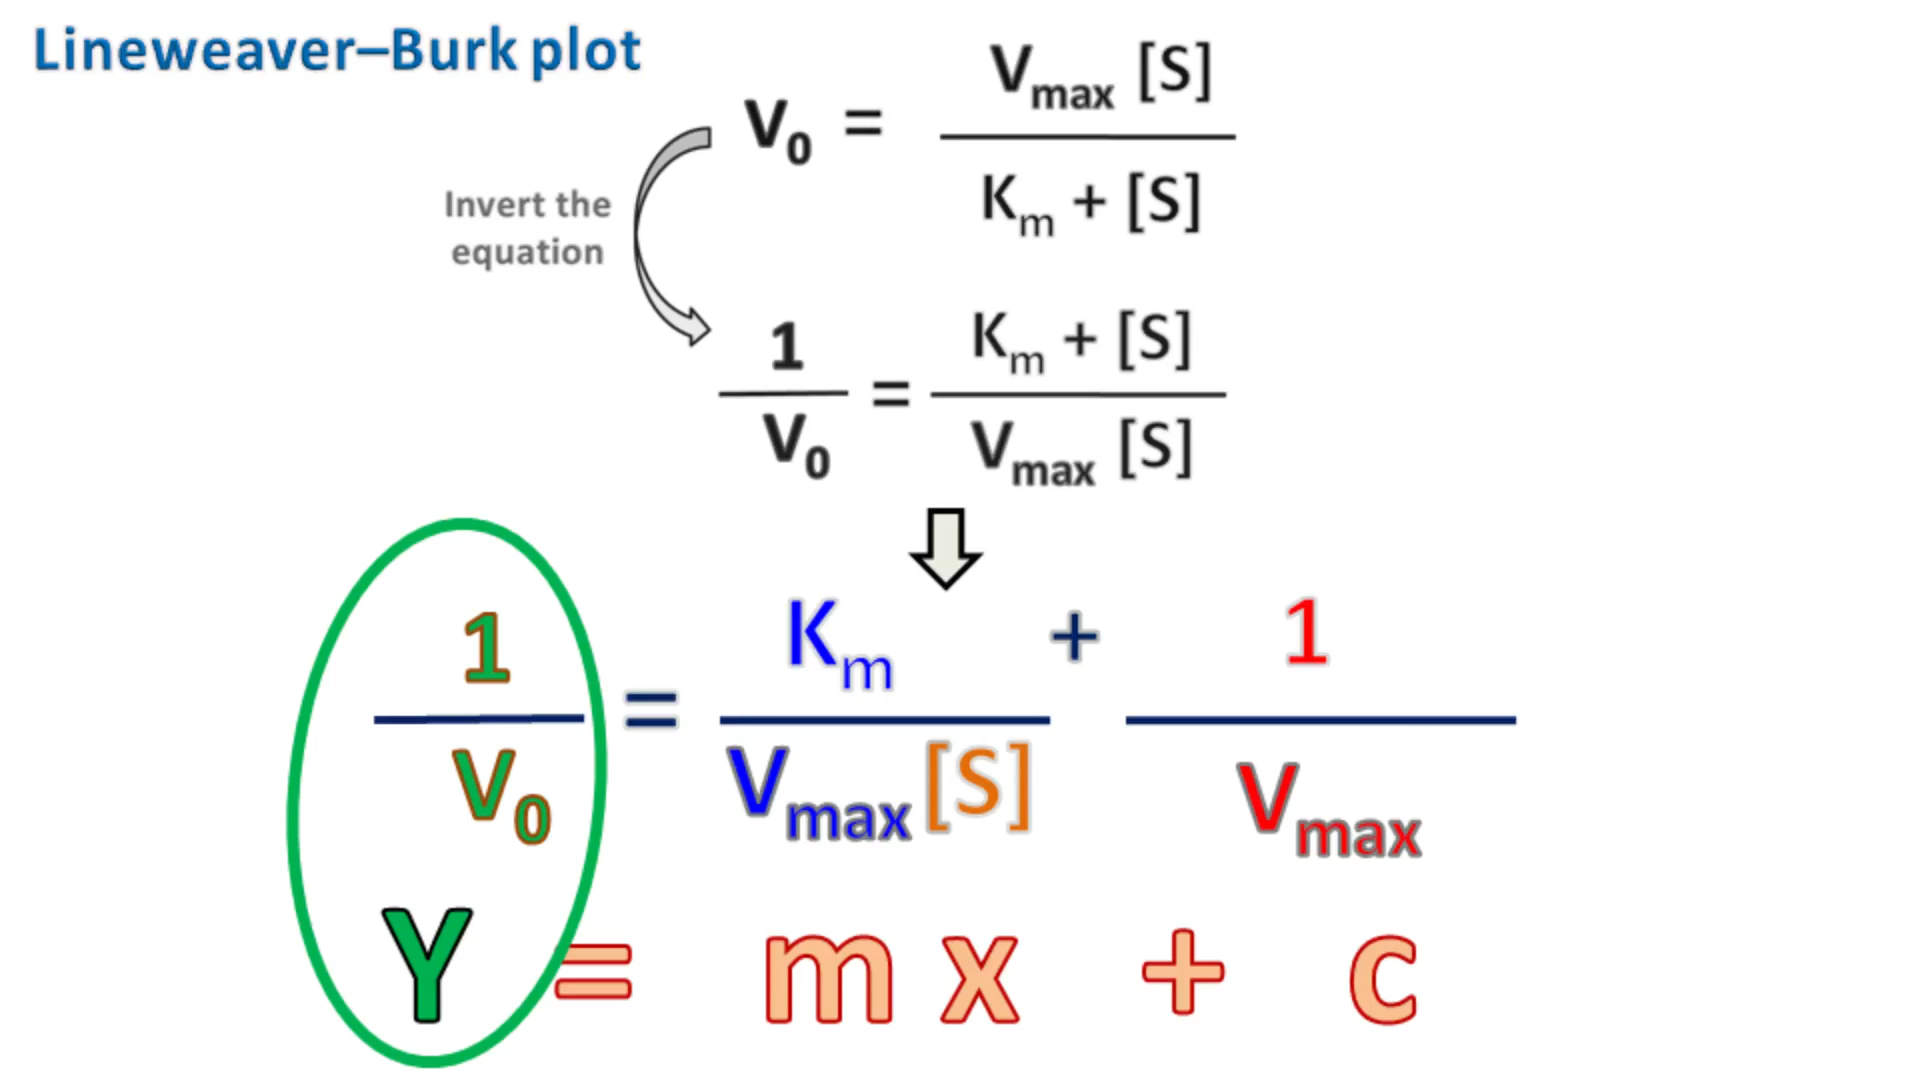 Lineweaver–Burk plot
V₀ = Vmax [S]
Km + [S]
Invert the
equation
1 = Km + [S]
V₀ Vmax [S]
1 = Km + 1
V₀ Vmax [S] Vmax
Y = m x + c